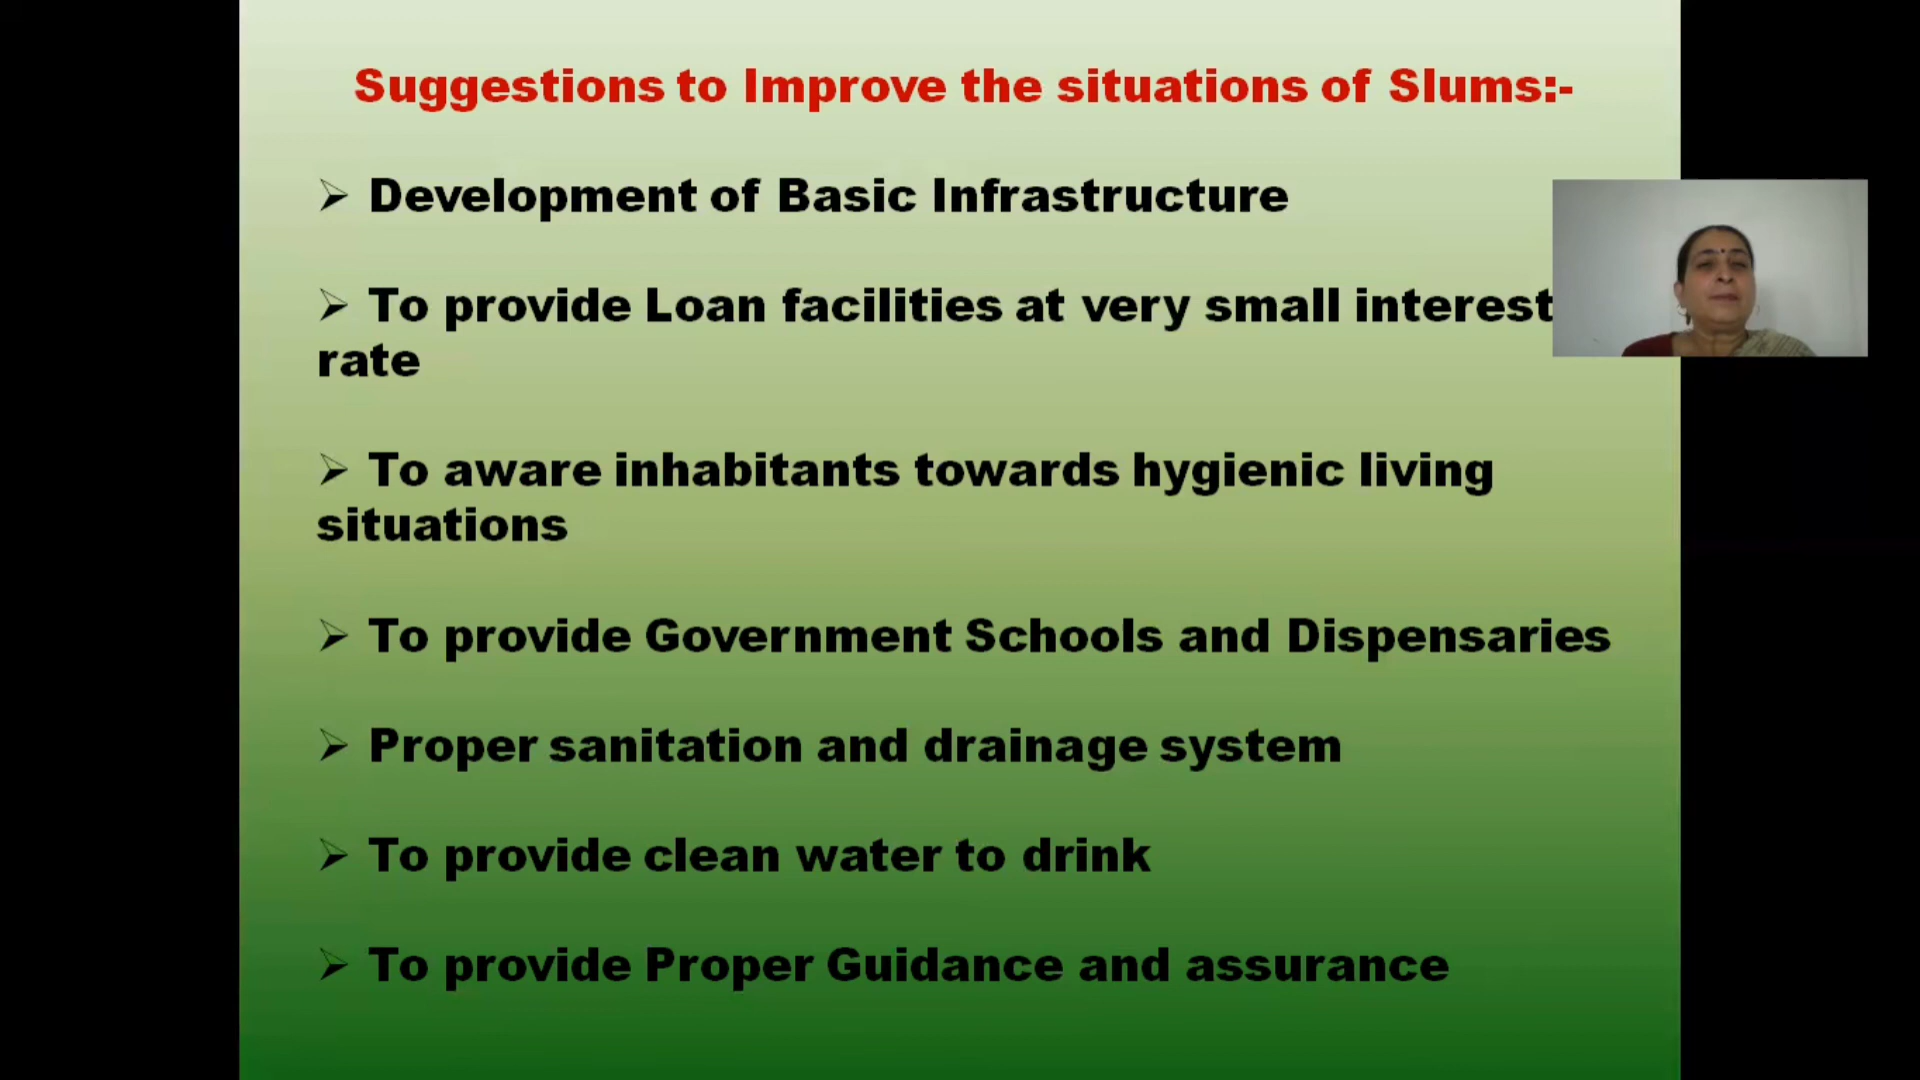 Suggestions to Improve the situations of Slums:-
➢ Development of Basic Infrastructure
➢ To provide Loan facilities at very small interest
rate
➢ To aware inhabitants towards hygienic living
situations
➢ To provide Government Schools and Dispensaries
➢ Proper sanitation and drainage system
➢ To provide clean water to drink
➢ To provide Proper Guidance and assurance